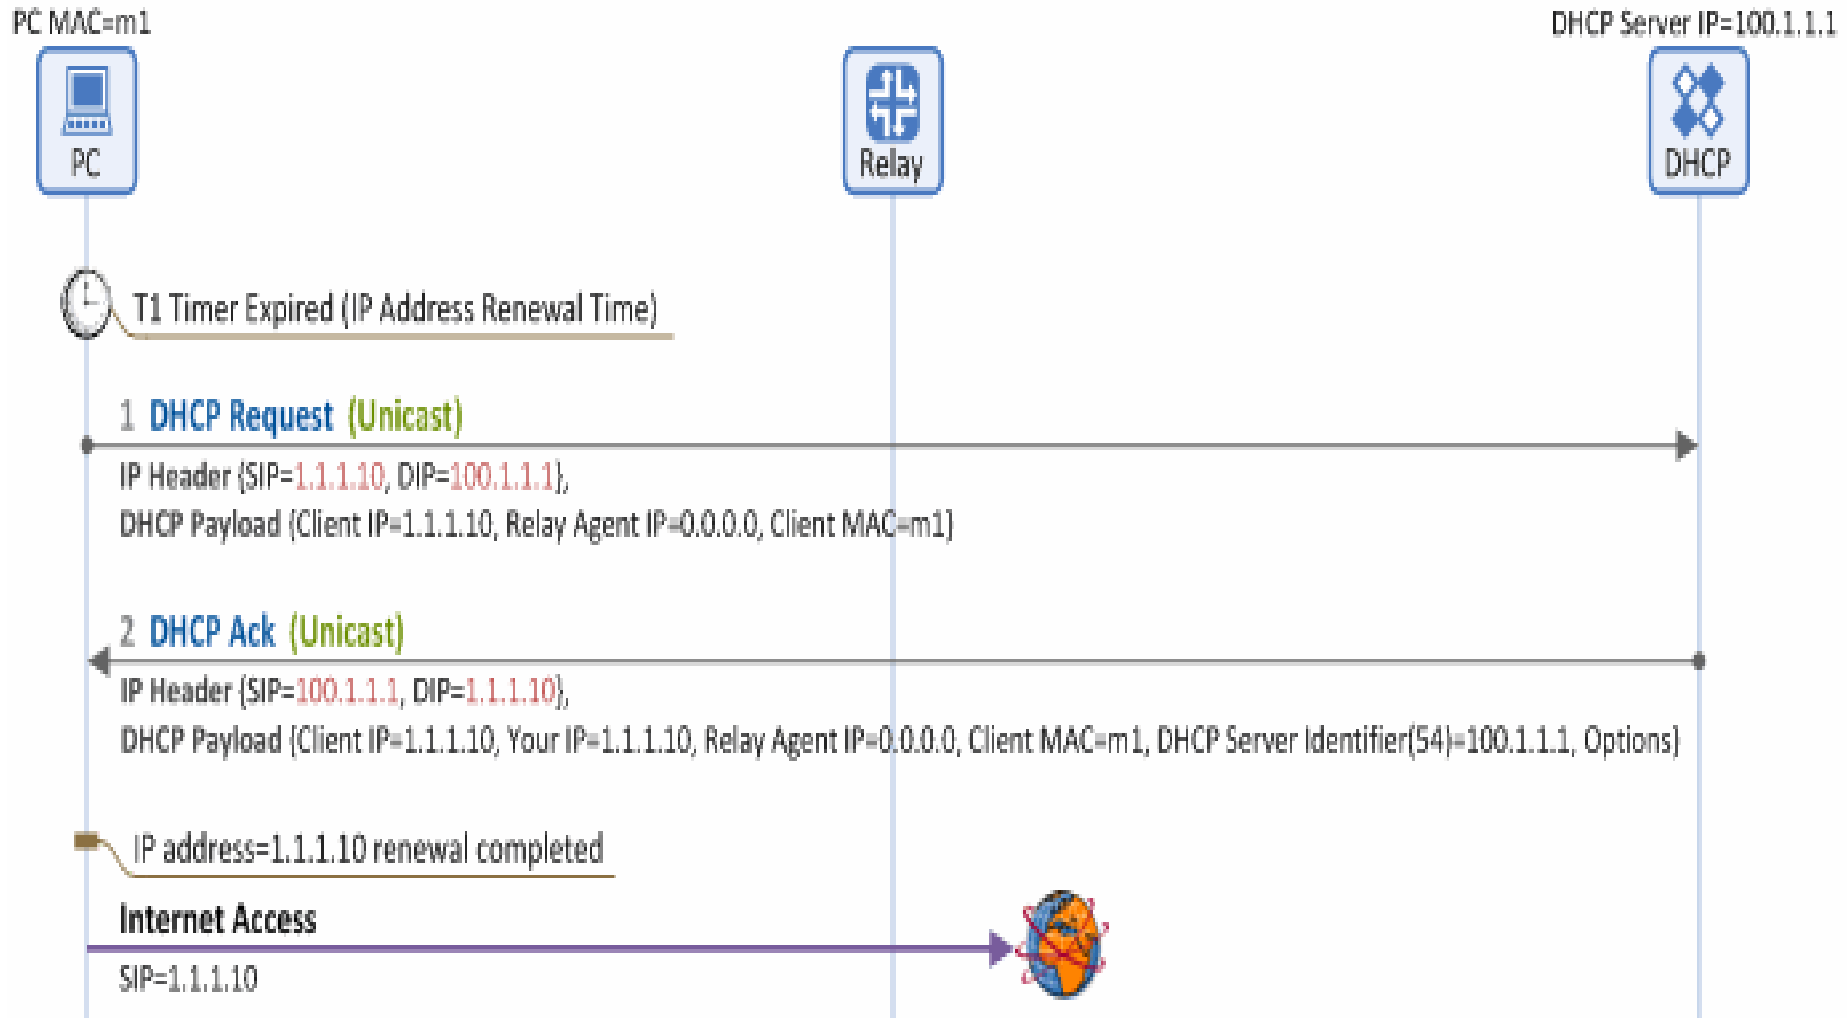 PC MAC=m1
DHCP Server IP=100.1.1.1
PC
Relay
DHCP
T1 Timer Expired (IP Address Renewal Time)
1 DHCP Request (Unicast)
IP Header {SIP=1.1.1.10, DIP=100.1.1.1},
DHCP Payload {Client IP=1.1.1.10, Relay Agent IP=0.0.0.0, Client MAC=m1}
2 DHCP Ack (Unicast)
IP Header {SIP=100.1.1.1, DIP=1.1.1.10},
DHCP Payload {Client IP=1.1.1.10, Your IP=1.1.1.10, Relay Agent IP=0.0.0.0, Client MAC=m1, DHCP Server Identifier(54)=100.1.1.1, Options}
IP address=1.1.1.10 renewal completed
Internet Access
SIP=1.1.1.10